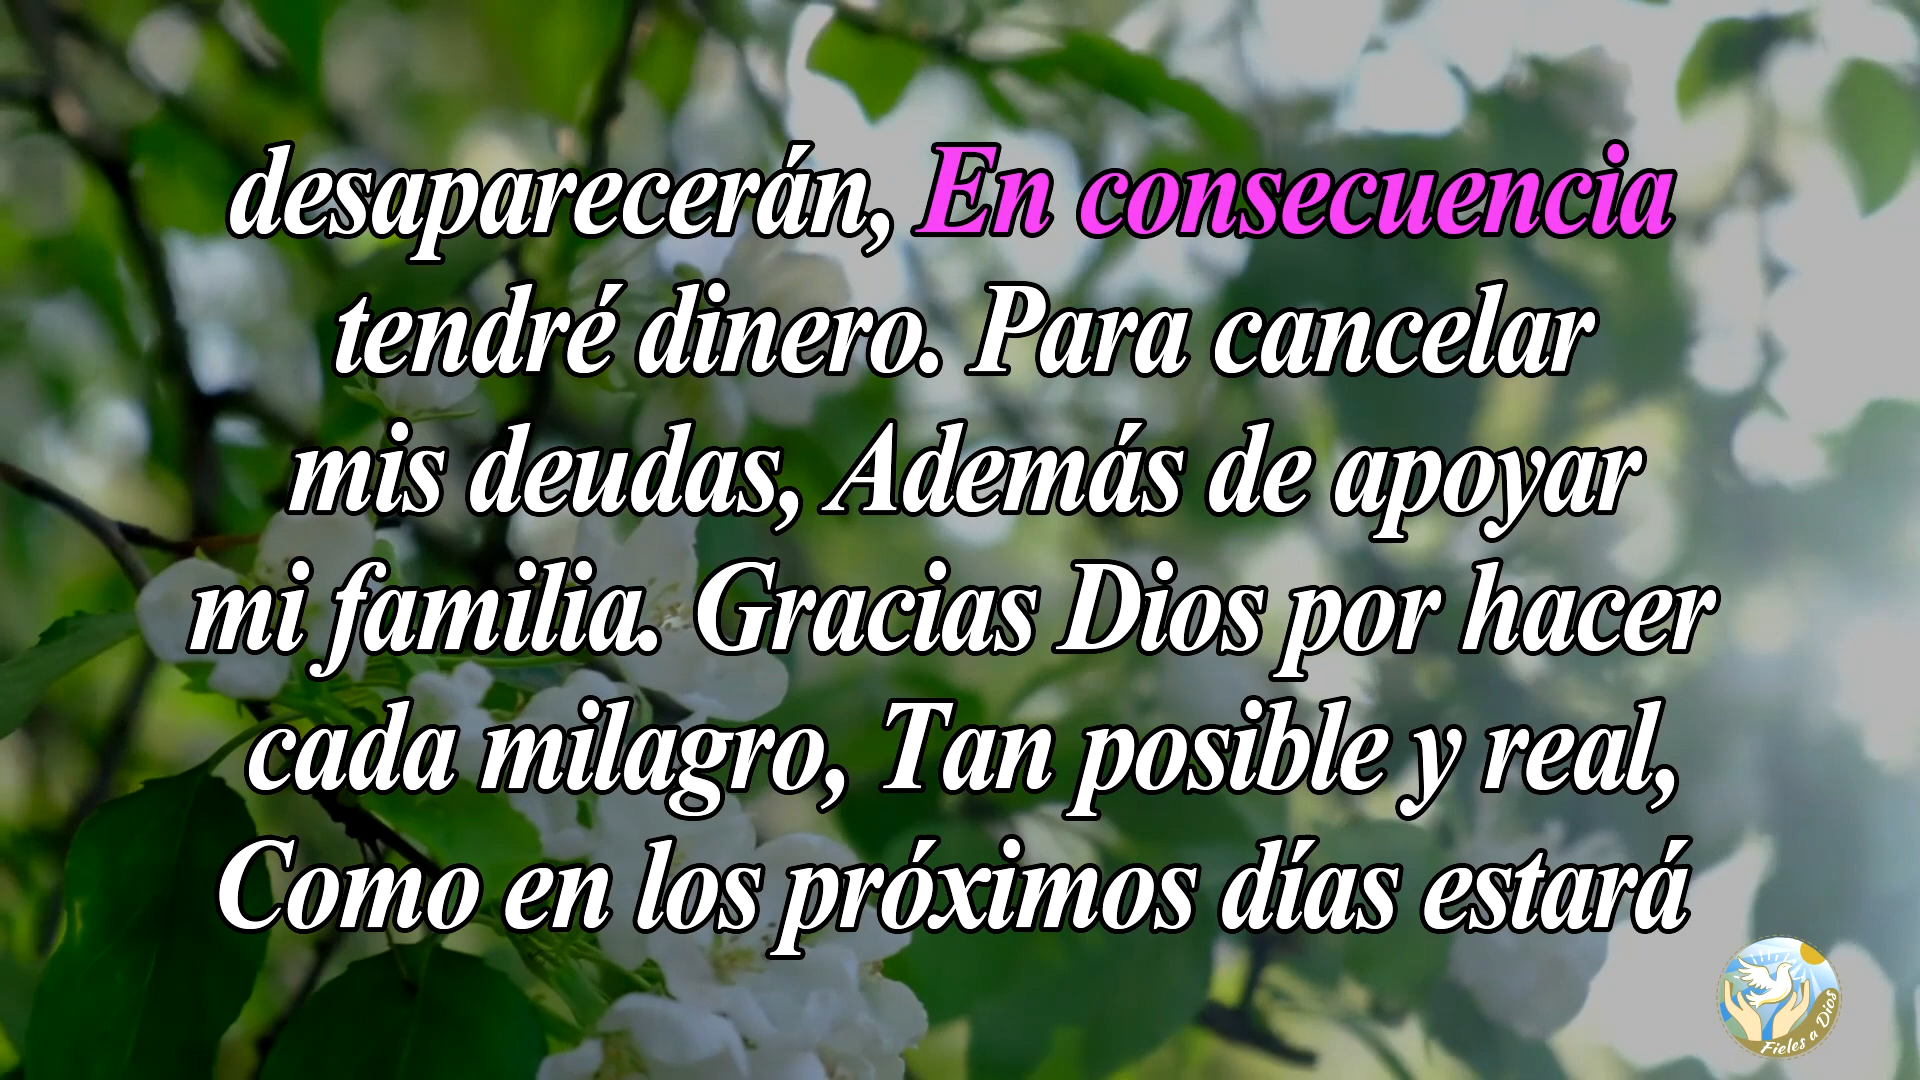 desaparecerán, En consecuencia
tendré dinero. Para cancelar
mis deudas, Además de apoyar
mi familia. Gracias Dios por hacer
cada milagro, Tan posible y real,
Como en los próximos días estará
Fieles a Dios